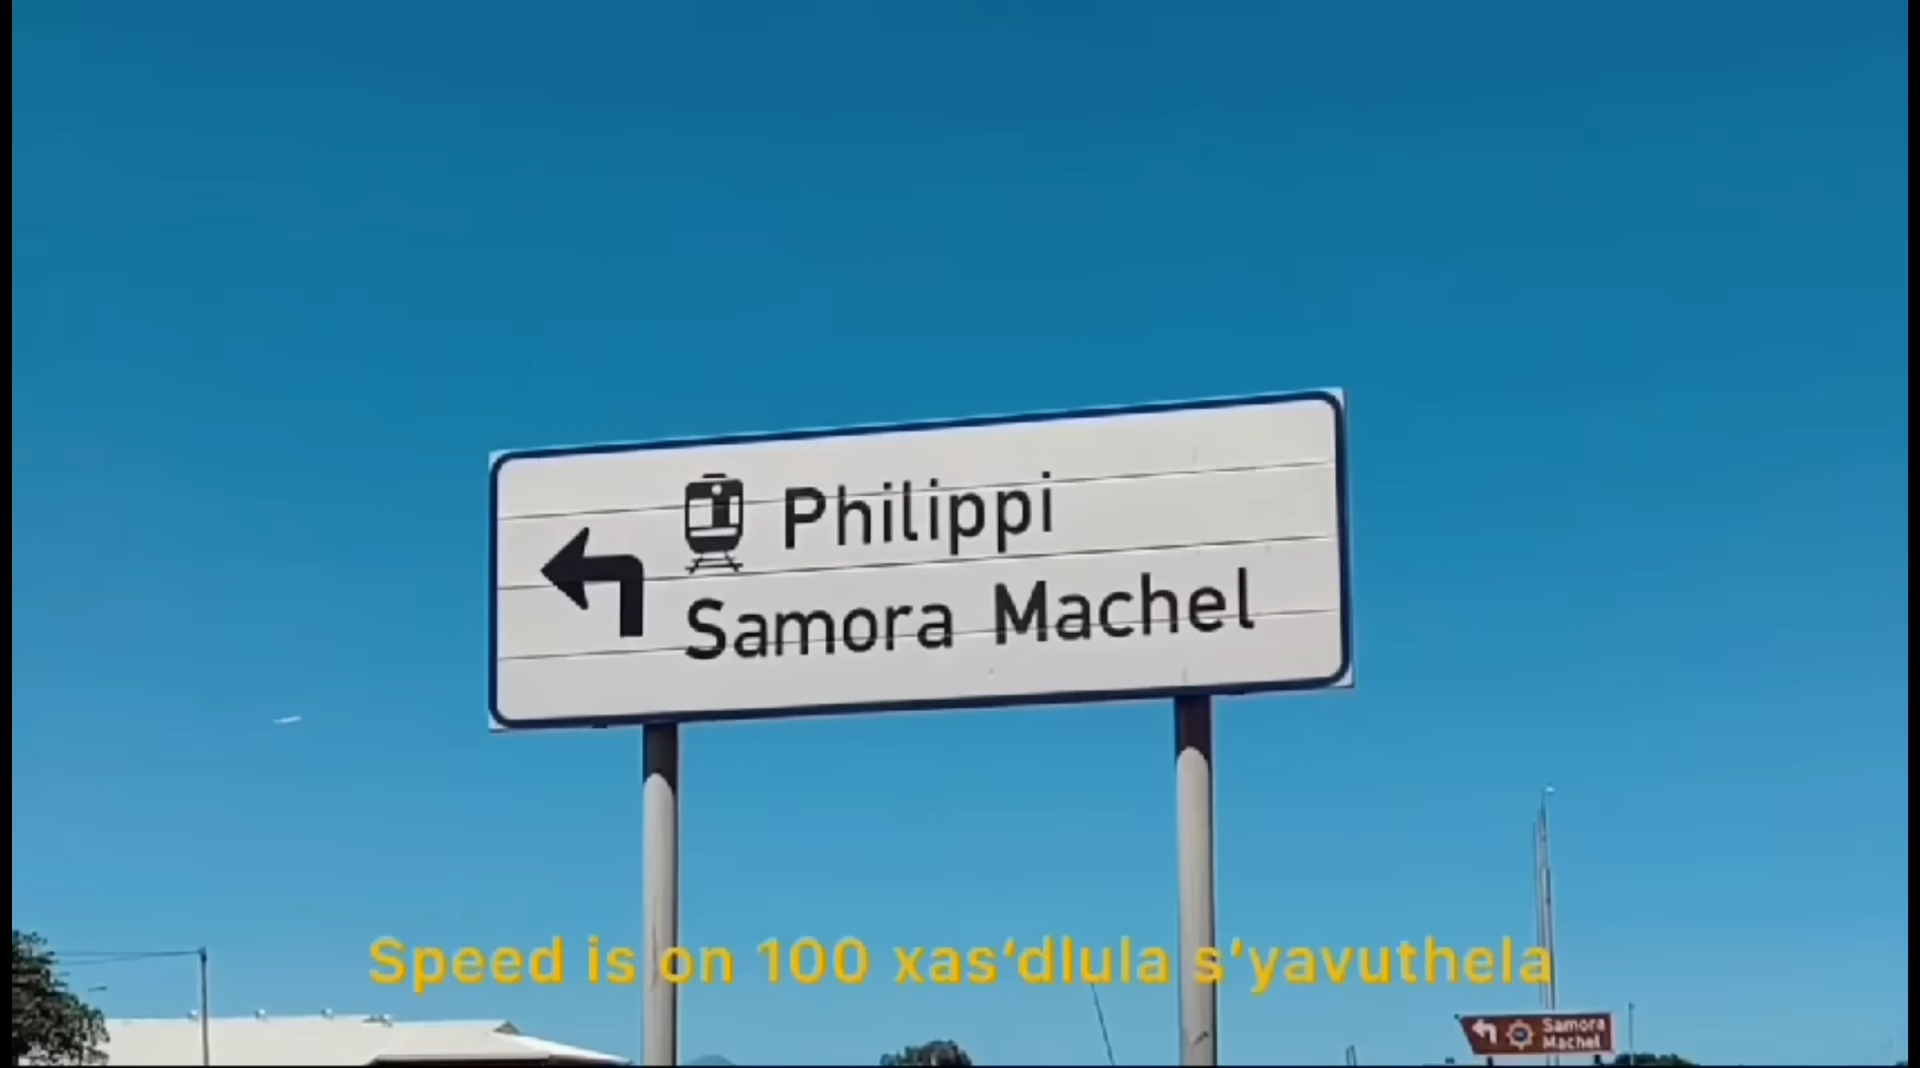 Philippi
Samora Machel
Speed is on 100 xas'dlula s'yavuthela
Samora
Machel